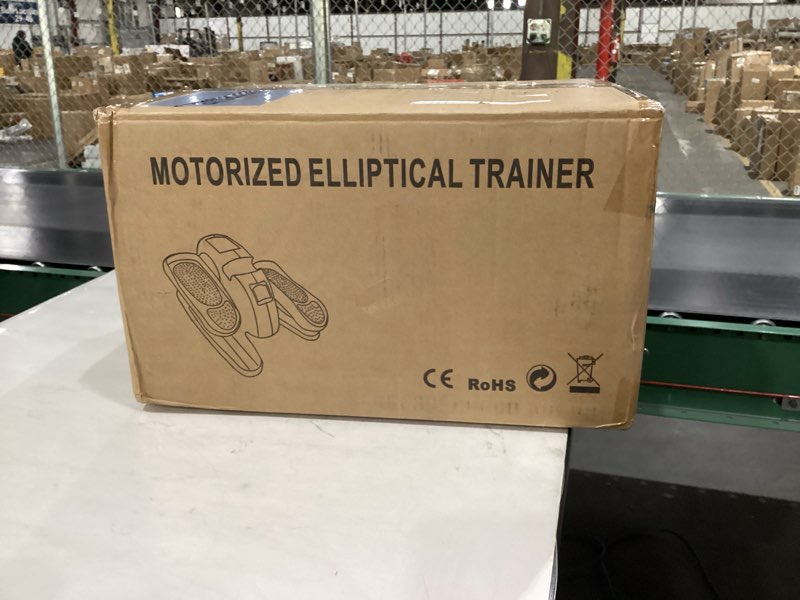 MOTORIZED ELLIPTICAL TRAINER
CE RoHS